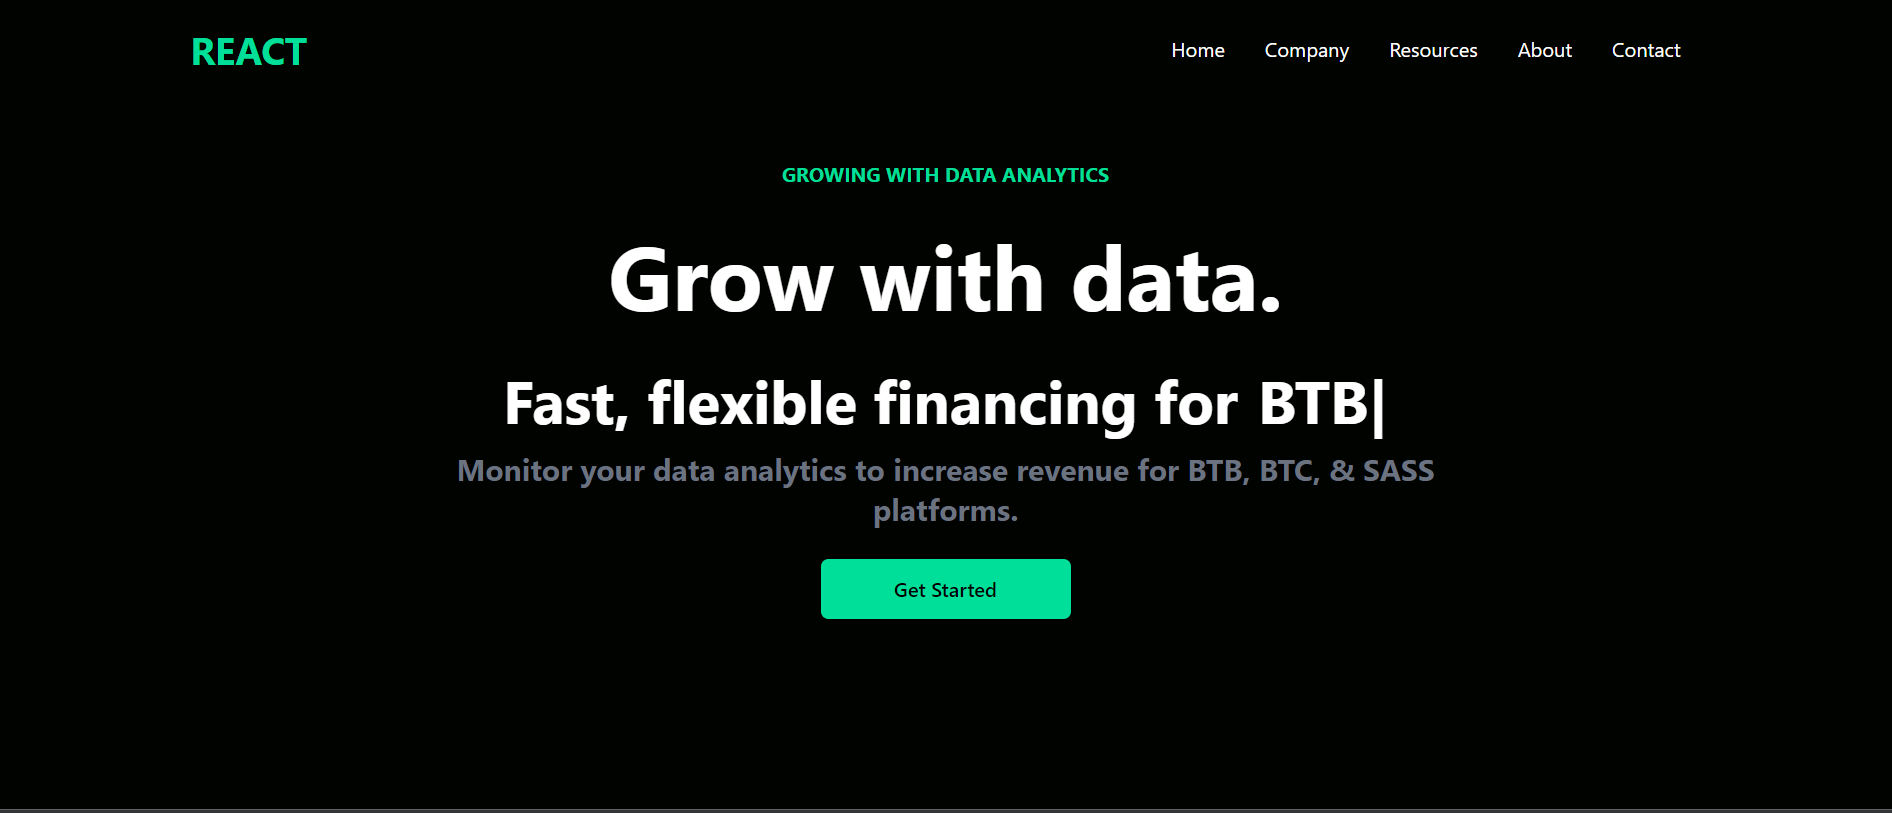 REACT
Home Company Resources About Contact
GROWING WITH DATA ANALYTICS
Grow with data.
Fast, flexible financing for BTB|
Monitor your data analytics to increase revenue for BTB, BTC, & SASS
platforms.
Get Started